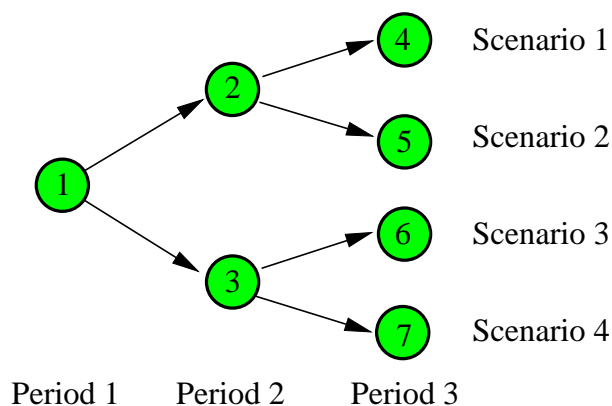 4 Scenario 1
2
5 Scenario 2
1
6 Scenario 3
3
7 Scenario 4
Period 1 Period 2 Period 3